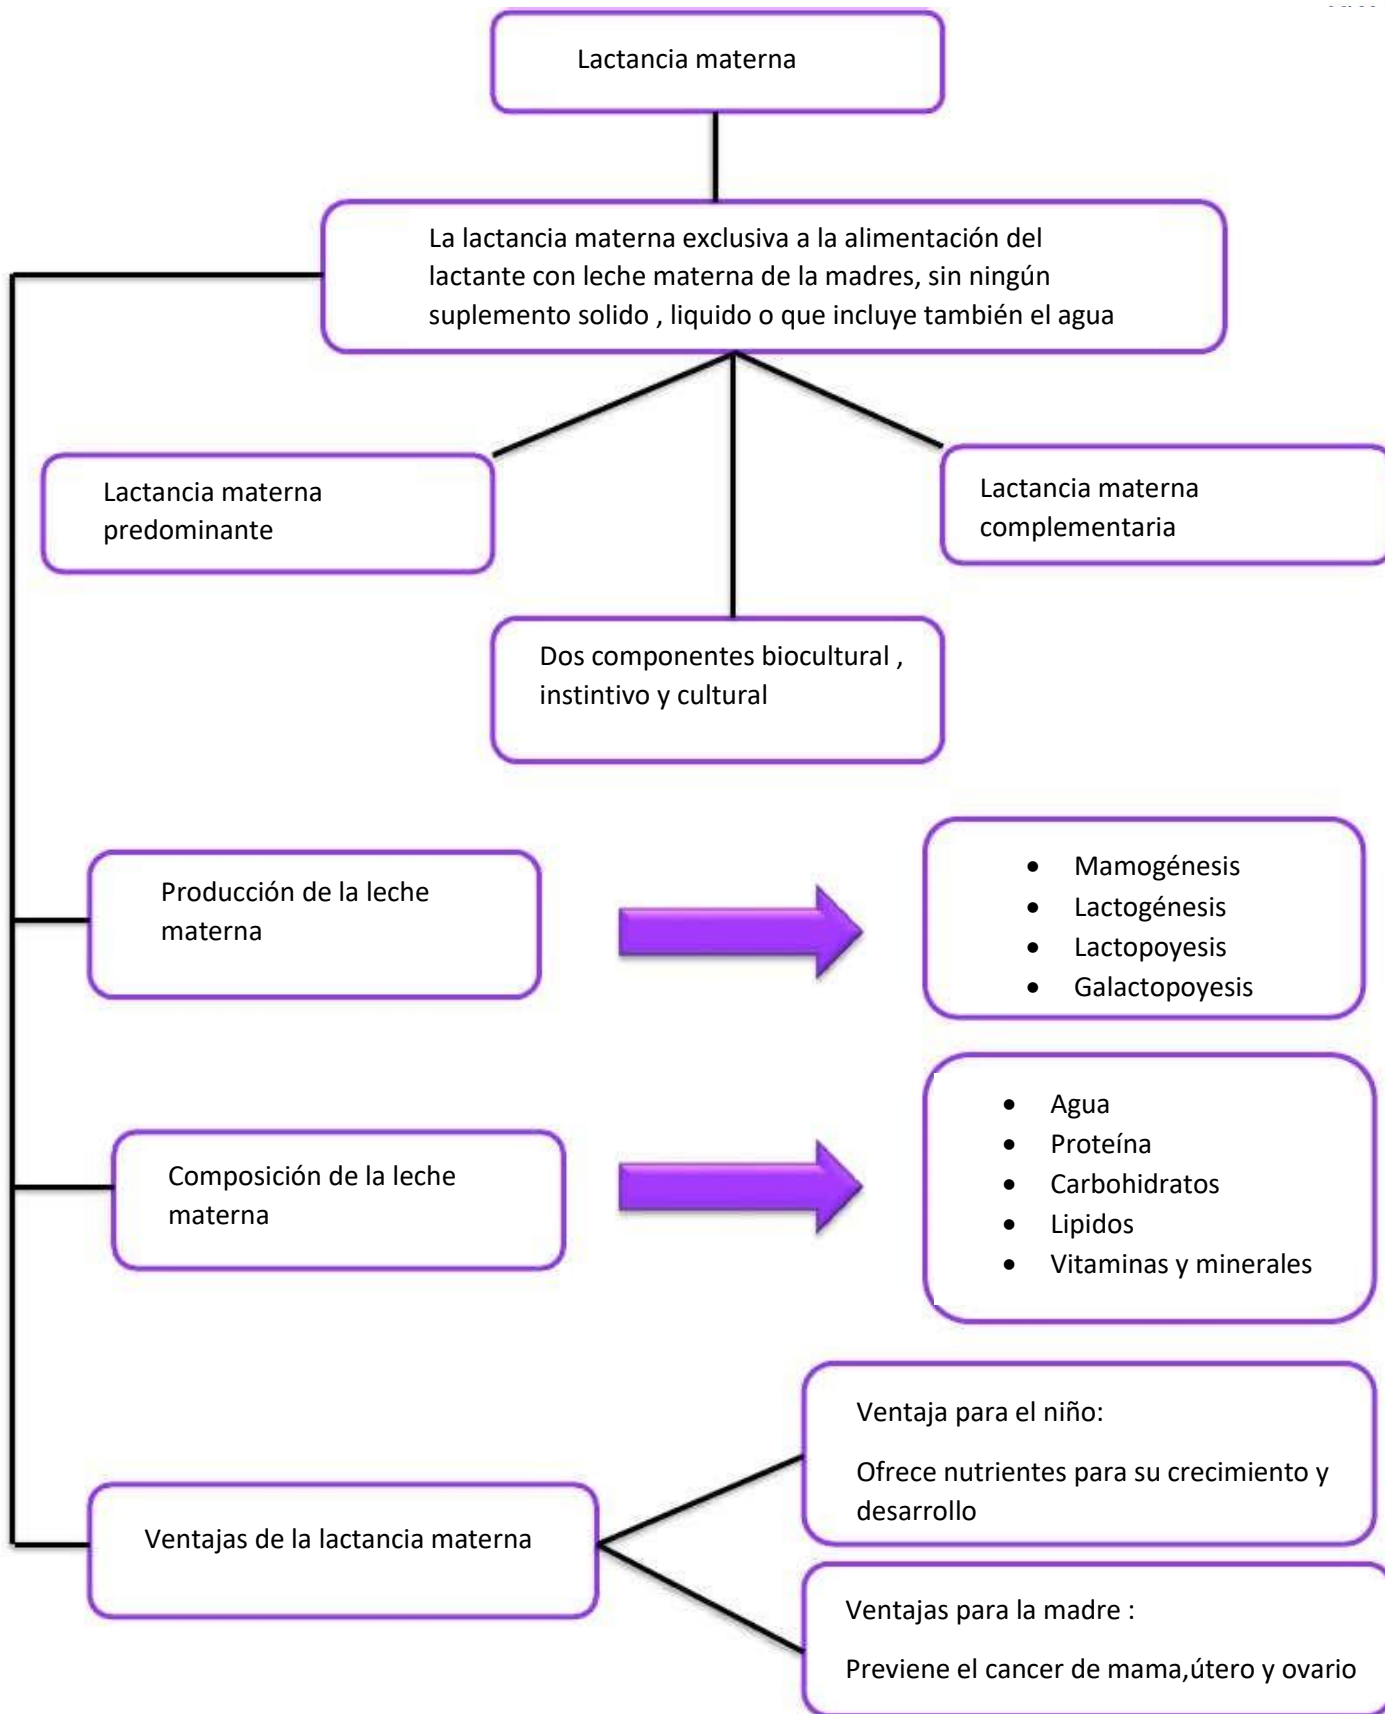 Lactancia materna
La lactancia materna exclusiva a la alimentación del
lactante con leche materna de la madres, sin ningún
suplemento solido , liquido o que incluye también el agua
Lactancia materna
predominante
Lactancia materna
complementaria
Dos componentes biocultural ,
instintivo y cultural
Producción de la leche
materna
• Mamogénesis
• Lactogénesis
• Lactopoyesis
• Galactopoyesis
Composición de la leche
materna
• Agua
• Proteína
• Carbohidratos
• Lipidos
• Vitaminas y minerales
Ventajas de la lactancia materna
Ventaja para el niño:
Ofrece nutrientes para su crecimiento y
desarrollo
Ventajas para la madre :
Previene el cancer de mama,útero y ovario